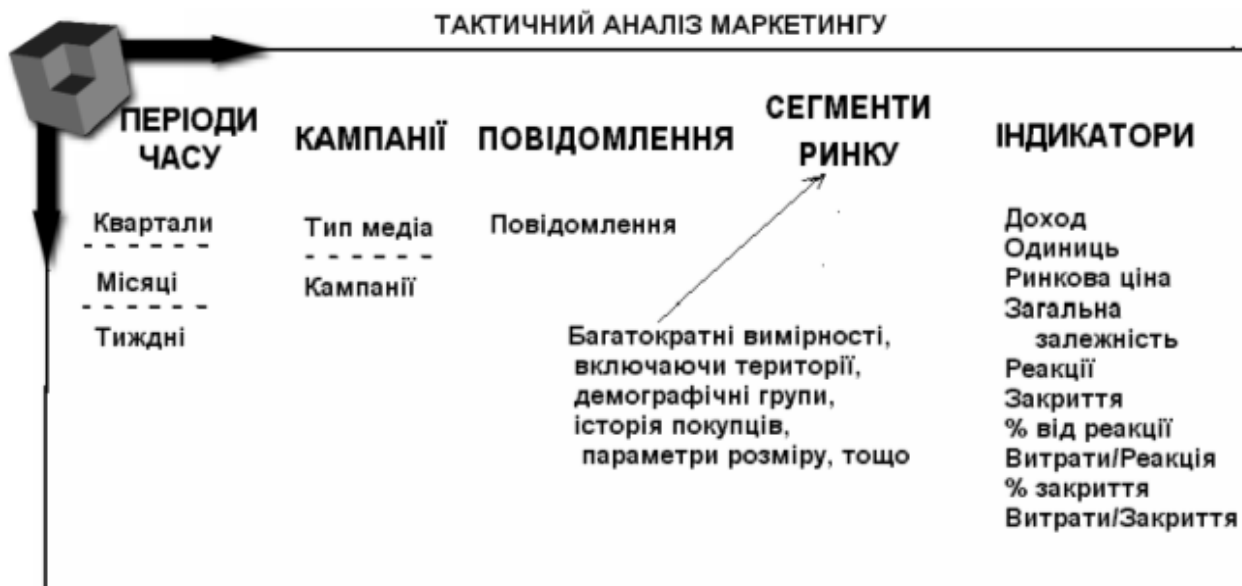 ТАКТИЧНИЙ АНАЛІЗ МАРКЕТИНГУ
ПЕРІОДИ
ЧАСУ
Квартали
Місяці
Тиждні
КАМПАНІЇ
Тип медіа
Кампанії
ПОВІДОМЛЕННЯ
Повідомлення
СЕГМЕНТИ
РИНКУ
Багатократні вимірності,
включаючи території,
демографічні групи,
історія покупців,
параметри розміру, тощо
ІНДИКАТОРИ
Доход
Одиниць
Ринкова ціна
Загальна
залежність
Реакції
Закриття
% від реакції
Витрати/Реакція
% закриття
Витрати/Закриття